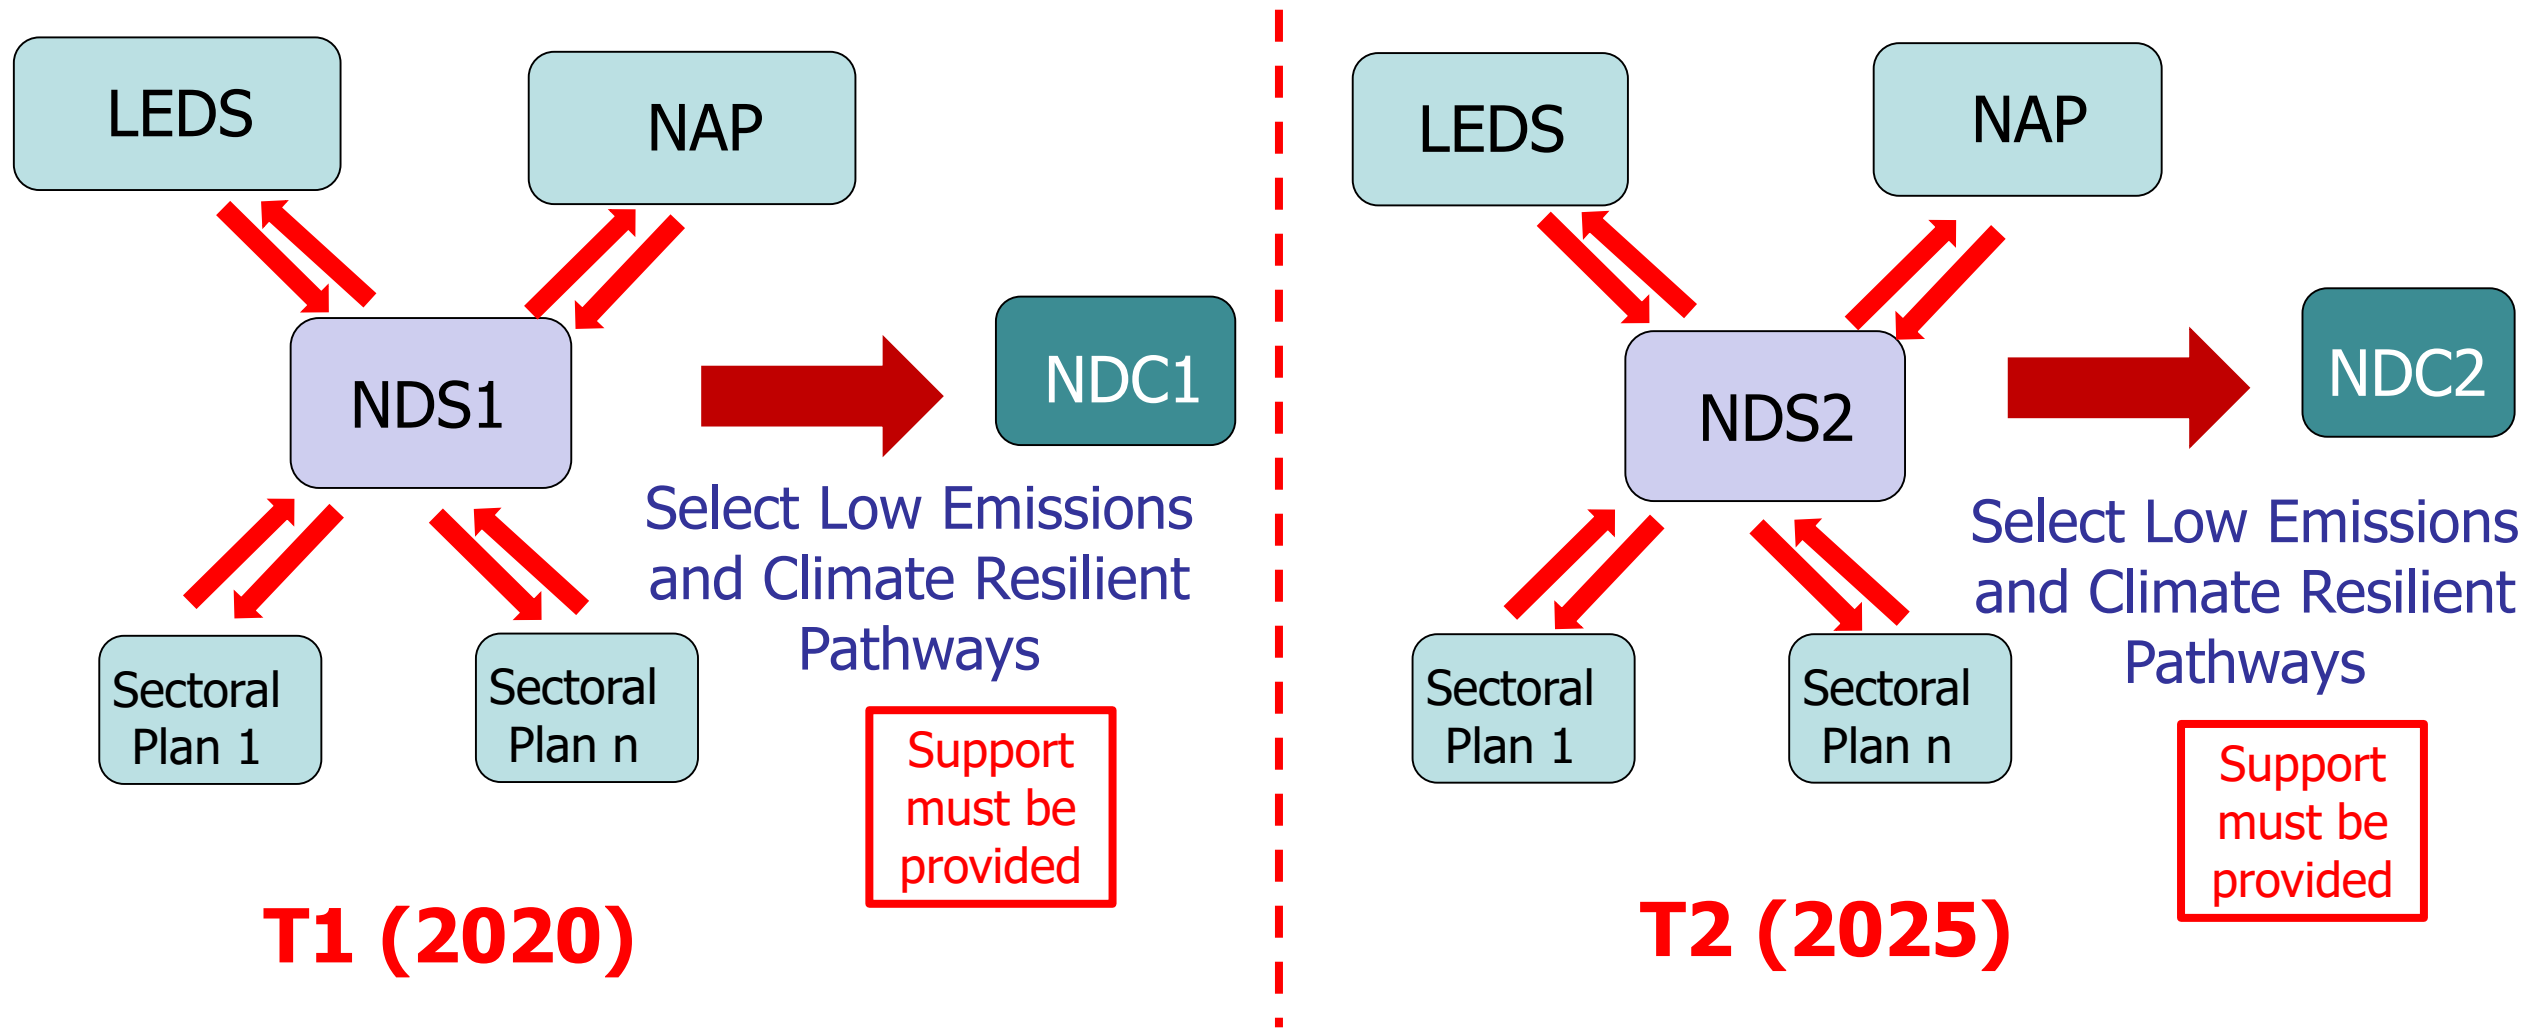 LEDS
NAP
NDS1
NDC1
Select Low Emissions
and Climate Resilient
Pathways
Sectoral
Plan 1
Sectoral
Plan n
Support
must be
provided
T1 (2020)
LEDS
NAP
NDS2
NDC2
Select Low Emissions
and Climate Resilient
Pathways
Sectoral
Plan 1
Sectoral
Plan n
Support
must be
provided
T2 (2025)